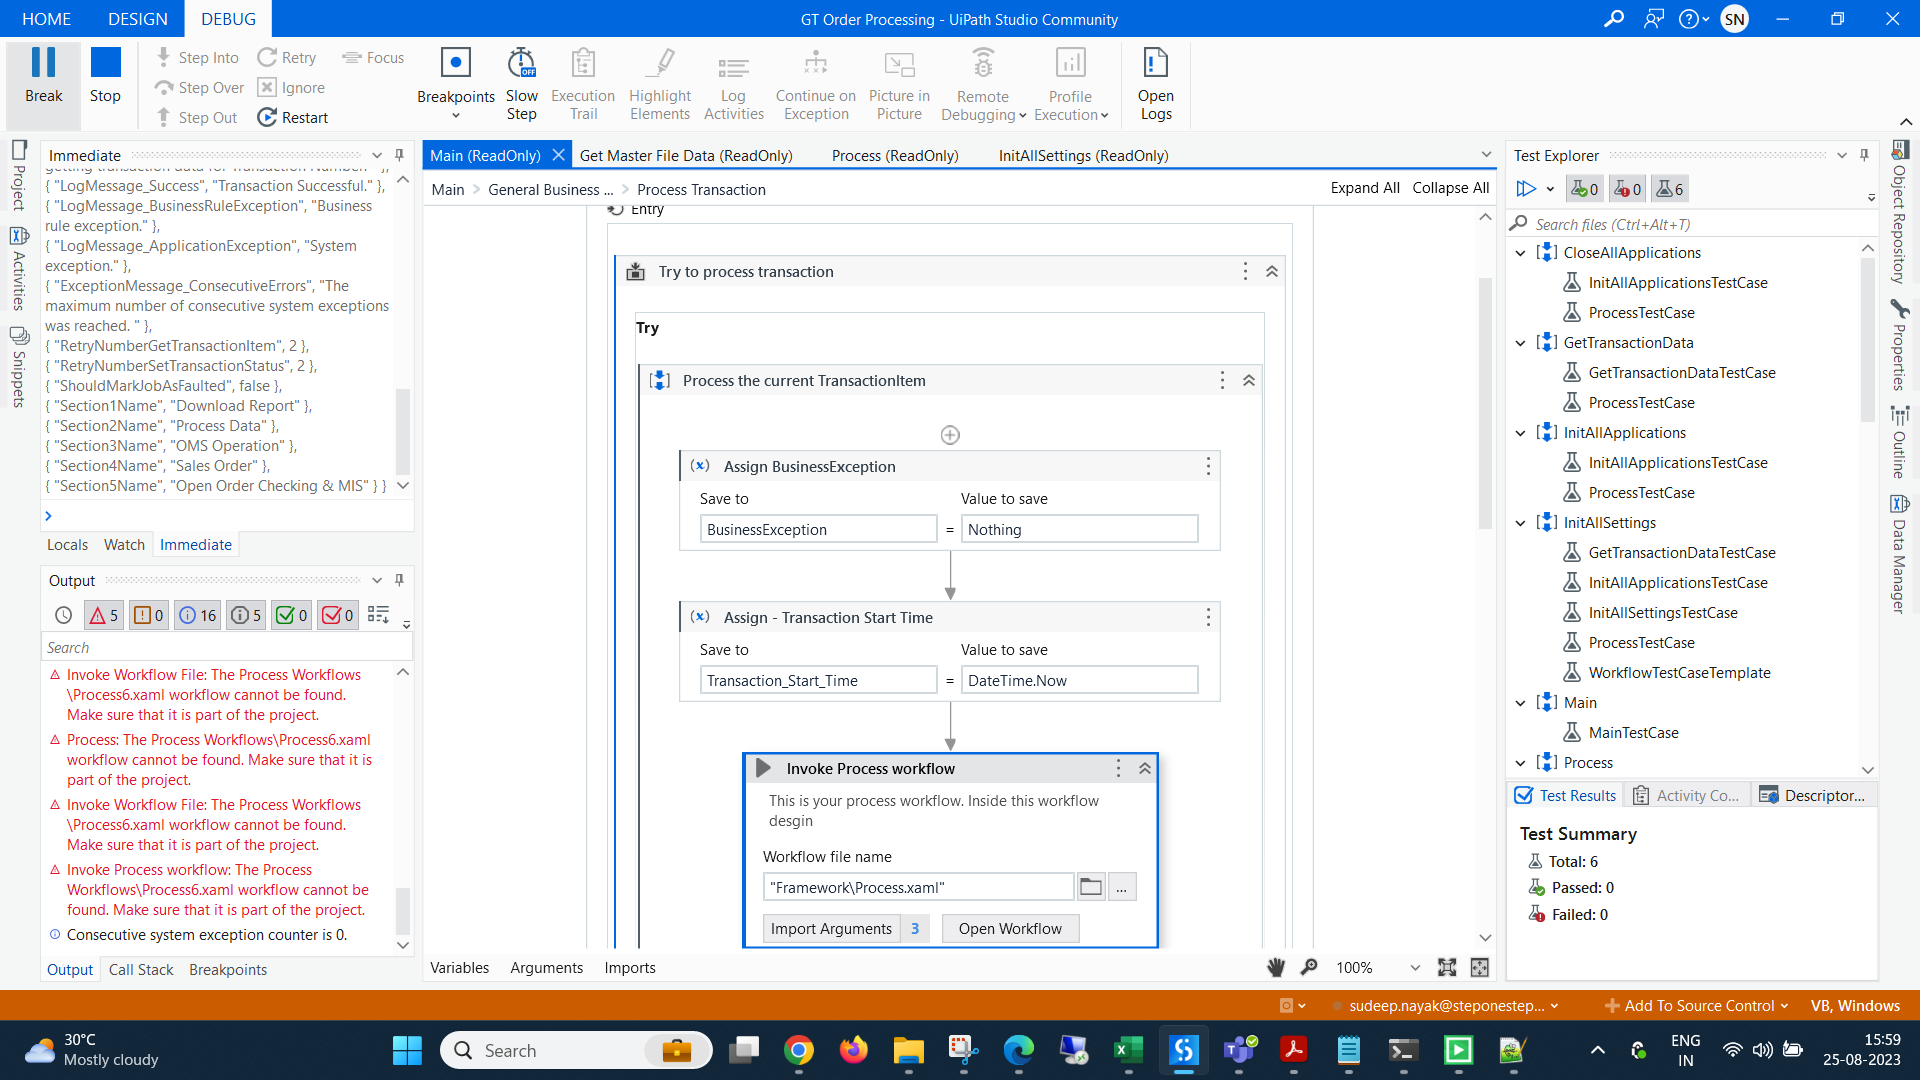 HOME DESIGN DEBUG
GT Order Processing - UiPath Studio Community
SN
Break
Stop
Step Into
Step Over
Step Out
Retry
Ignore
Restart
Focus
Breakpoints
Slow Step
OFF
Execution Trail
Highlight Elements
Log Activities
Continue on Exception
Picture in Picture
Remote Debugging
Profile Execution
Open Logs
Project
Activities
Snippets
Immediate
{ "LogMessage_Success", "Transaction Successful." },
{ "LogMessage_BusinessRuleException", "Business
rule exception." },
{ "LogMessage_ApplicationException", "System
exception." },
{ "ExceptionMessage_ConsecutiveErrors", "The
maximum number of consecutive system exceptions
was reached. " },
{ "RetryNumberGetTransactionItem", 2 },
{ "RetryNumberSetTransactionStatus", 2 },
{ "ShouldMarkJobAsFaulted", false },
{ "Section1Name", "Download Report" },
{ "Section2Name", "Process Data" },
{ "Section3Name", "OMS Operation" },
{ "Section4Name", "Sales Order" },
{ "Section5Name", "Open Order Checking & MIS" } }
Locals Watch Immediate
Output
5 0 16 5 0 0
Search
Invoke Workflow File: The Process Workflows
\Process6.xaml workflow cannot be found.
Make sure that it is part of the project.
Process: The Process Workflows\Process6.xaml
workflow cannot be found. Make sure that it is
part of the project.
Invoke Workflow File: The Process Workflows
\Process6.xaml workflow cannot be found.
Make sure that it is part of the project.
Invoke Process workflow: The Process
Workflows\Process6.xaml workflow cannot be
found. Make sure that it is part of the project.
Consecutive system exception counter is 0.
Output Call Stack Breakpoints
Main (ReadOnly) Get Master File Data (ReadOnly) Process (ReadOnly) InitAllSettings (ReadOnly)
Main > General Business ... > Process Transaction
Expand All Collapse All
Entry
Try to process transaction
Try
Process the current TransactionItem
(x) Assign BusinessException
Save to Value to save
BusinessException = Nothing
(x) Assign - Transaction Start Time
Save to Value to save
Transaction_Start_Time = DateTime.Now
Invoke Process workflow
This is your process workflow. Inside this workflow
desgin
Workflow file name
"Framework\Process.xaml" ...
Import Arguments 3 Open Workflow
Variables Arguments Imports
100%
Test Explorer
0 0 6
Search files (Ctrl+Alt+T)
CloseAllApplications
InitAllApplicationsTestCase
ProcessTestCase
GetTransactionData
GetTransactionDataTestCase
ProcessTestCase
InitAllApplications
InitAllApplicationsTestCase
ProcessTestCase
InitAllSettings
GetTransactionDataTestCase
InitAllApplicationsTestCase
InitAllSettingsTestCase
ProcessTestCase
WorkflowTestCaseTemplate
Main
MainTestCase
Process
Test Results Activity Co... Descriptor...
Test Summary
Total: 6
Passed: 0
Failed: 0
Object Repository
Properties
Outline
Data Manager
sudeep.nayak@steponestep... Add To Source Control VB, Windows
30°C
Mostly cloudy
Search
ENG
IN
15:59
25-08-2023